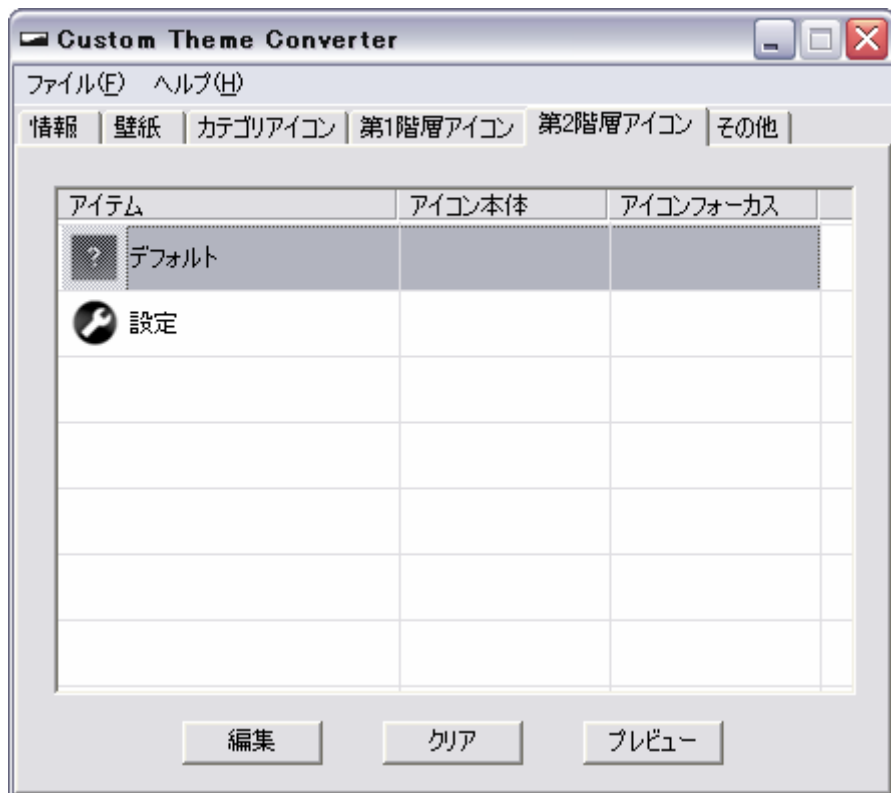 Custom Theme Converter
ファイル(F) ヘルプ(H)
情報 壁紙 カテゴリアイコン 第1階層アイコン 第2階層アイコン その他
アイテム アイコン本体 アイコンフォーカス
? デフォルト
設定
編集 クリア プレビュー